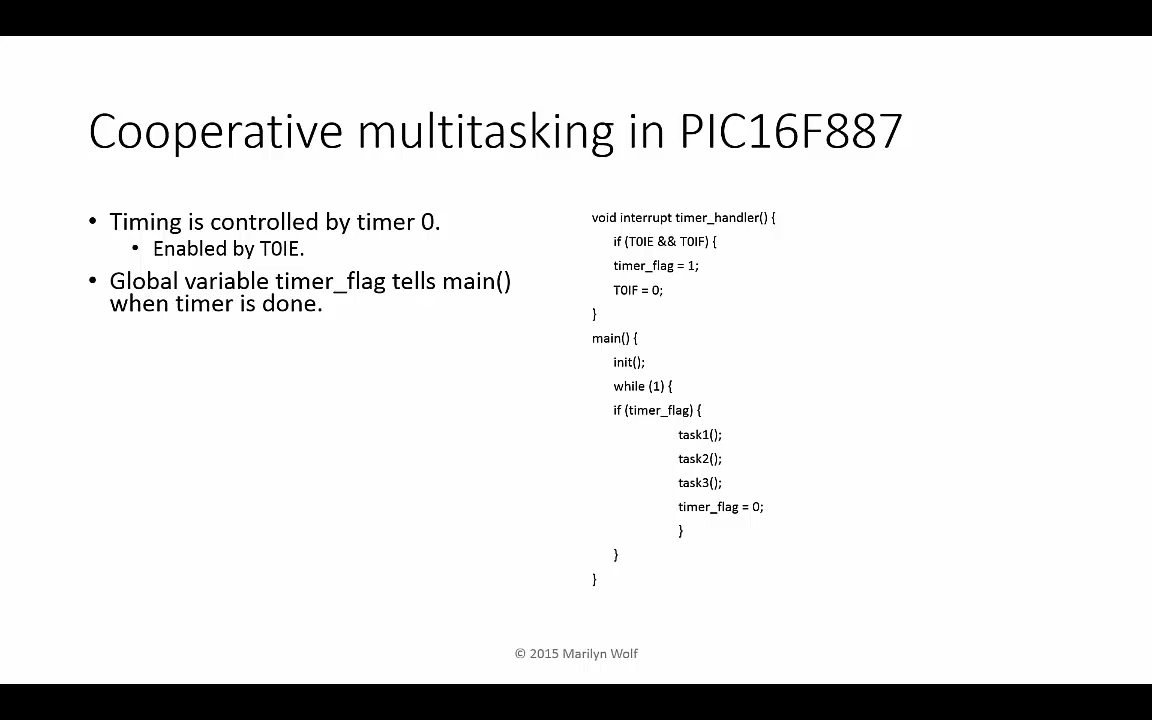 Cooperative multitasking in PIC16F887
• Timing is controlled by timer 0.
• Enabled by T0IE.
• Global variable timer_flag tells main()
when timer is done.
void interrupt timer_handler() {
if (T0IE && T0IF) {
timer_flag = 1;
T0IF = 0;
}
main() {
init();
while (1) {
if (timer_flag) {
task1();
task2();
task3();
timer_flag = 0;
}
}
}
© 2015 Marilyn Wolf